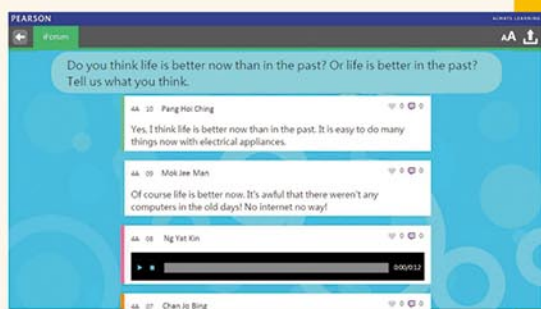 PEARSON
ALWAYS LEARNING
iForum
AA
Do you think life is better now than in the past? Or life is better in the past?
Tell us what you think.
4A 10 Pang Hoi Ching 0 0
Yes, I think life is better now than in the past. It is easy to do many
things now with electrical appliances.
4A 09 Mok Jee Man 0 0
Of course life is better now. It's awful that there weren't any
computers in the old days! No internet no way!
4A 08 Ng Yat Kin 0 0
0:00/0:12
4A 07 Chan Jo Bing 0 0